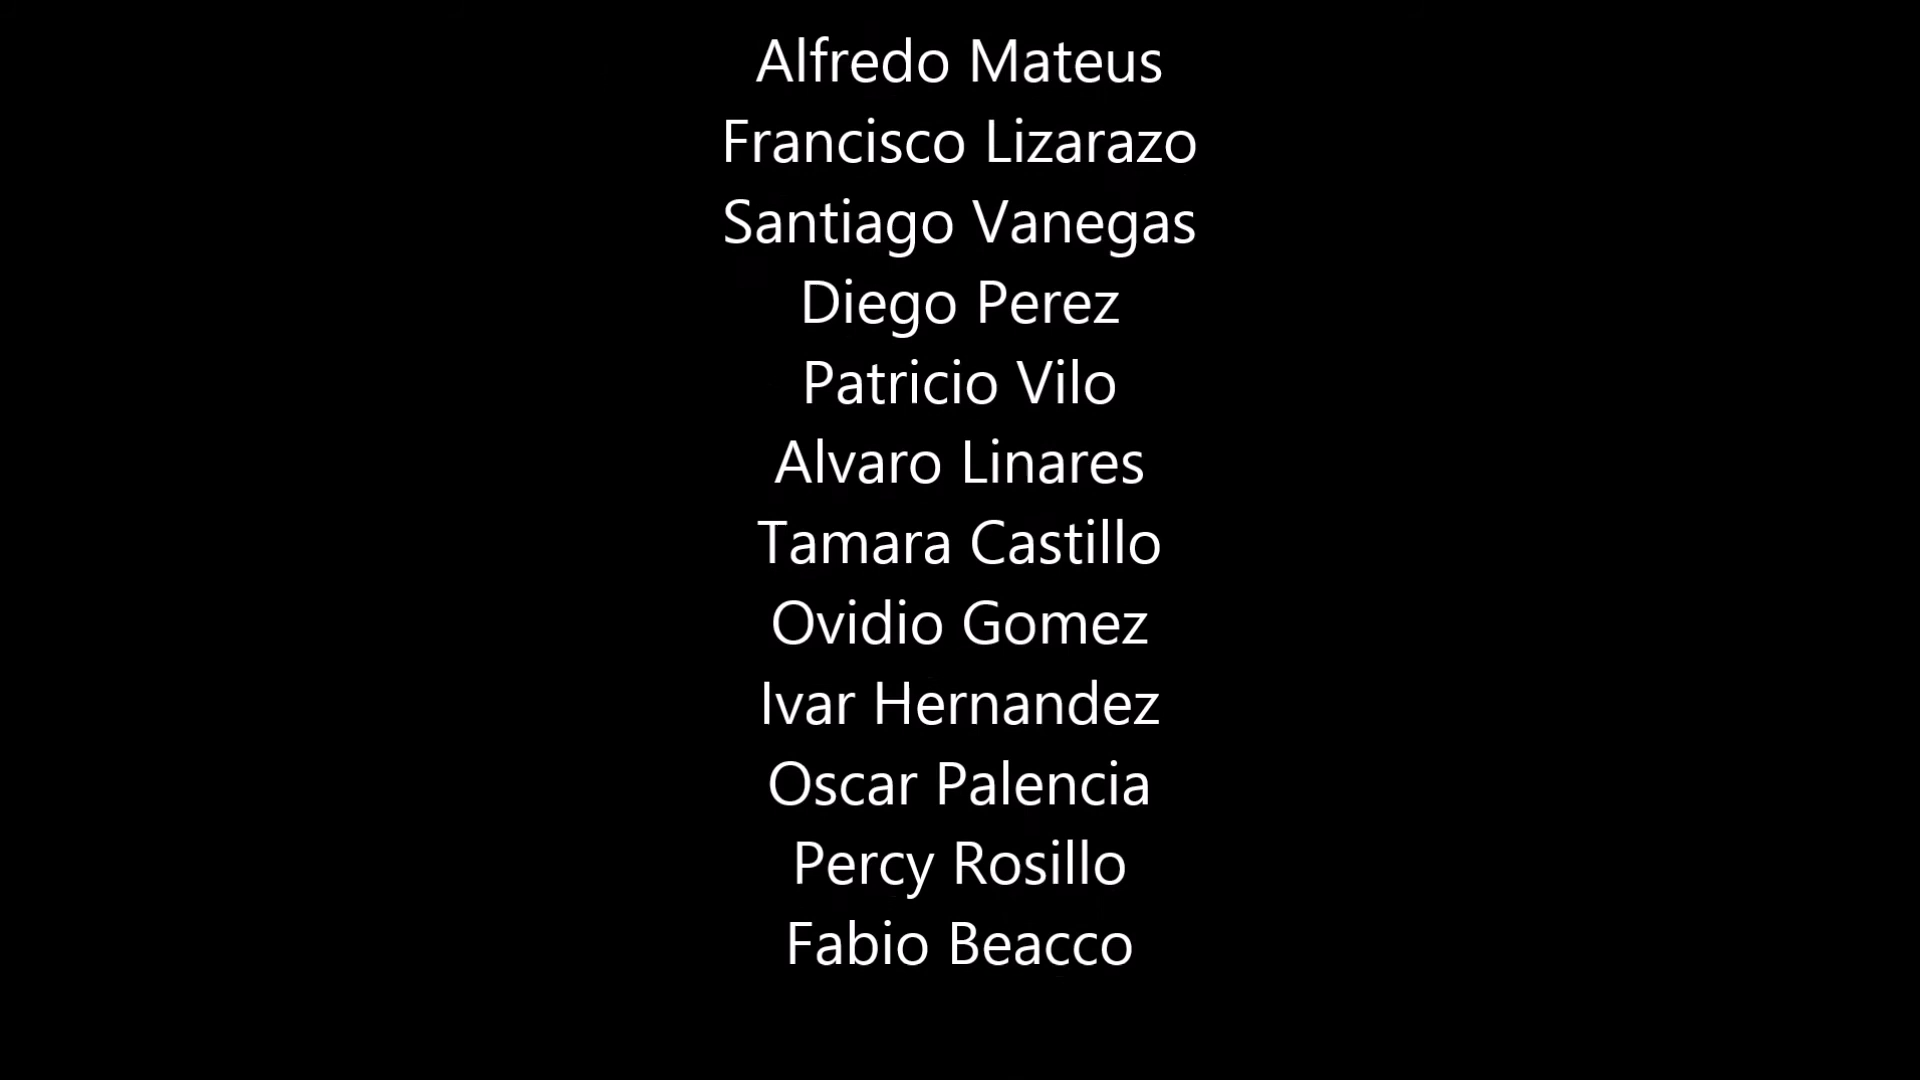 Alfredo Mateus
Francisco Lizarazo
Santiago Vanegas
Diego Perez
Patricio Vilo
Alvaro Linares
Tamara Castillo
Ovidio Gomez
Ivar Hernandez
Oscar Palencia
Percy Rosillo
Fabio Beacco